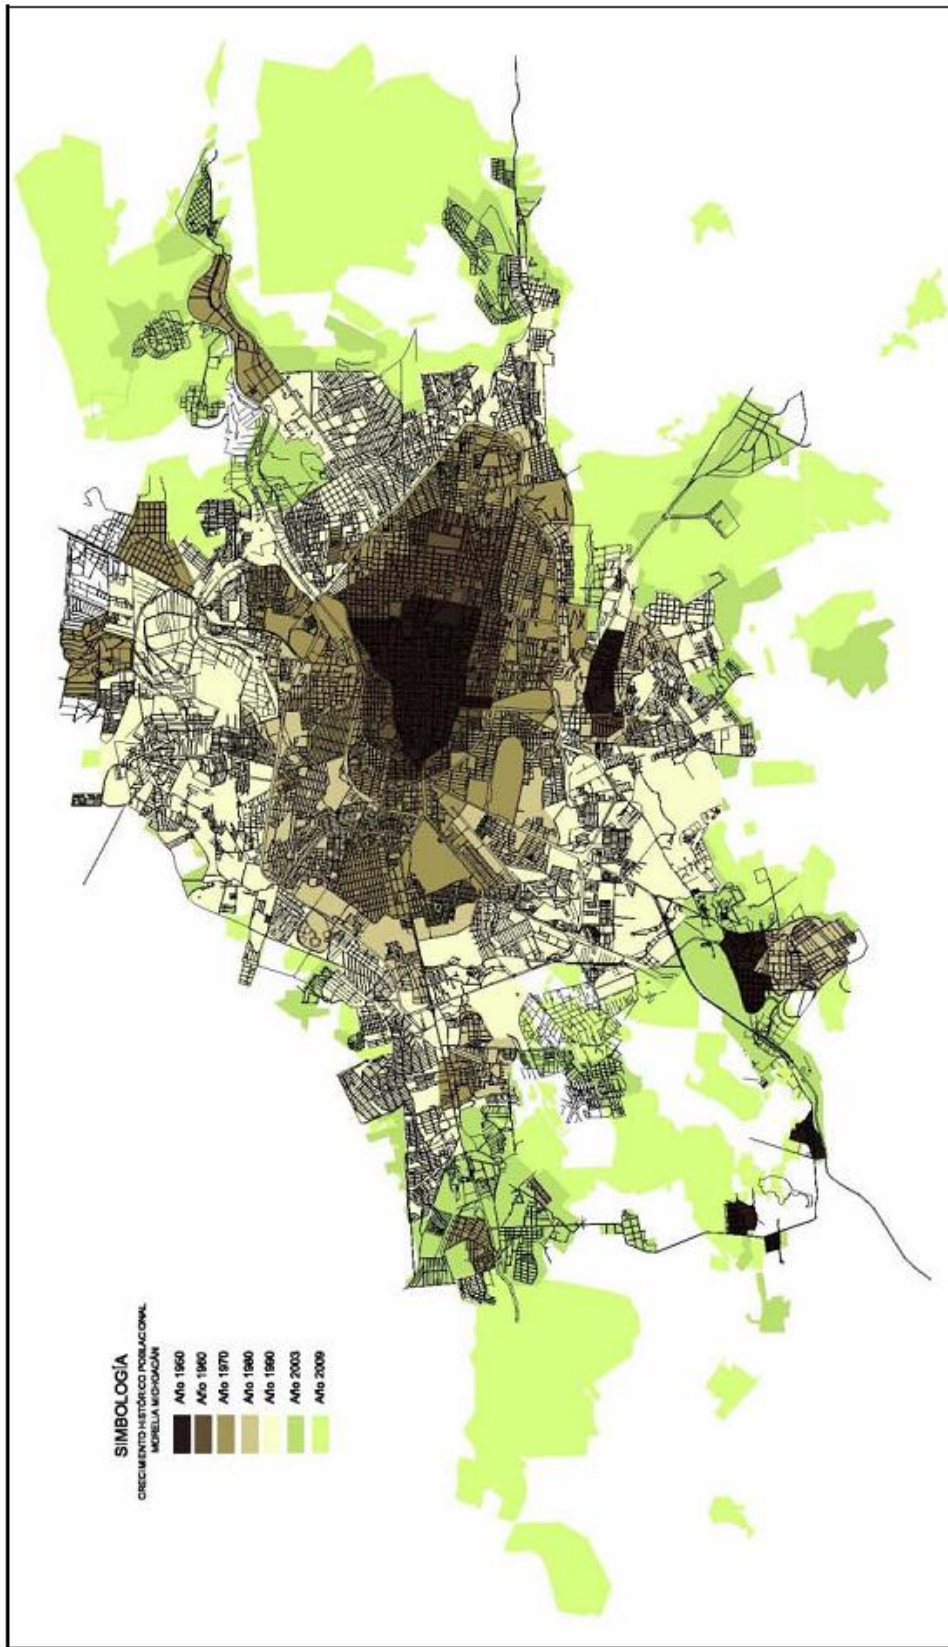 SIMBOLOGÍA
CRECIMIENTO HISTÓRICO POBLACIONAL
MORELIA MICHOACÁN
Año 1950
Año 1960
Año 1970
Año 1980
Año 1990
Año 2003
Año 2009